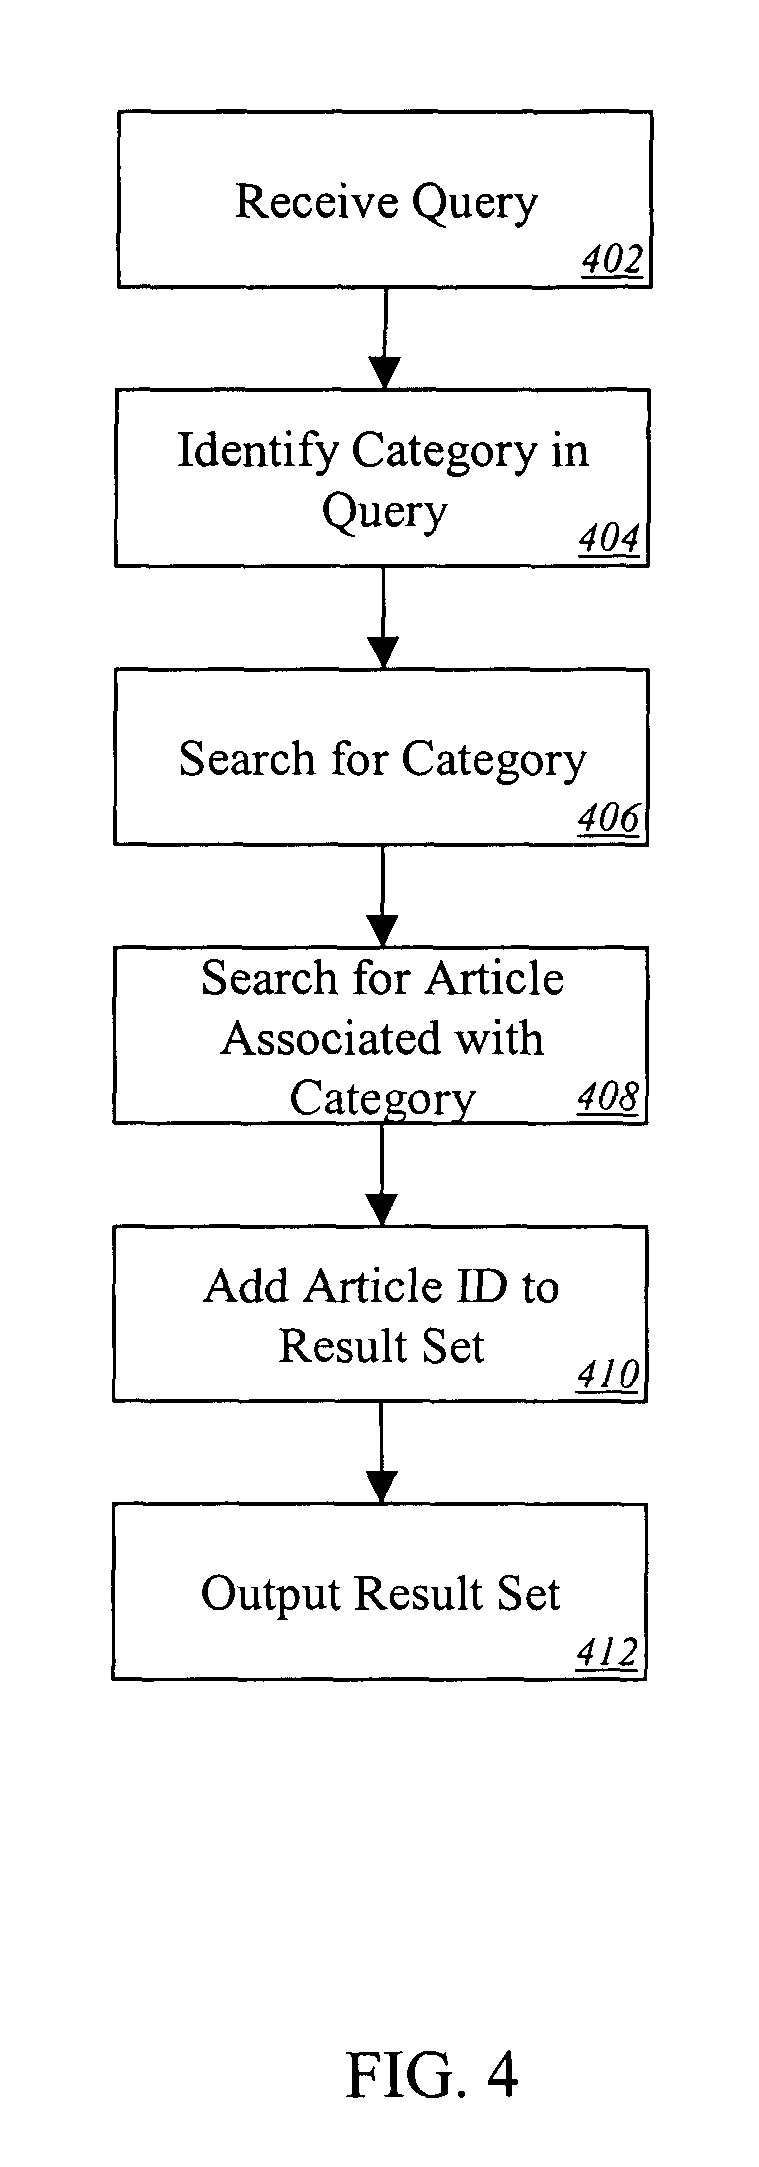 Receive Query
402
Identify Category in
Query
404
Search for Category
406
Search for Article
Associated with
Category
408
Add Article ID to
Result Set
410
Output Result Set
412
FIG. 4